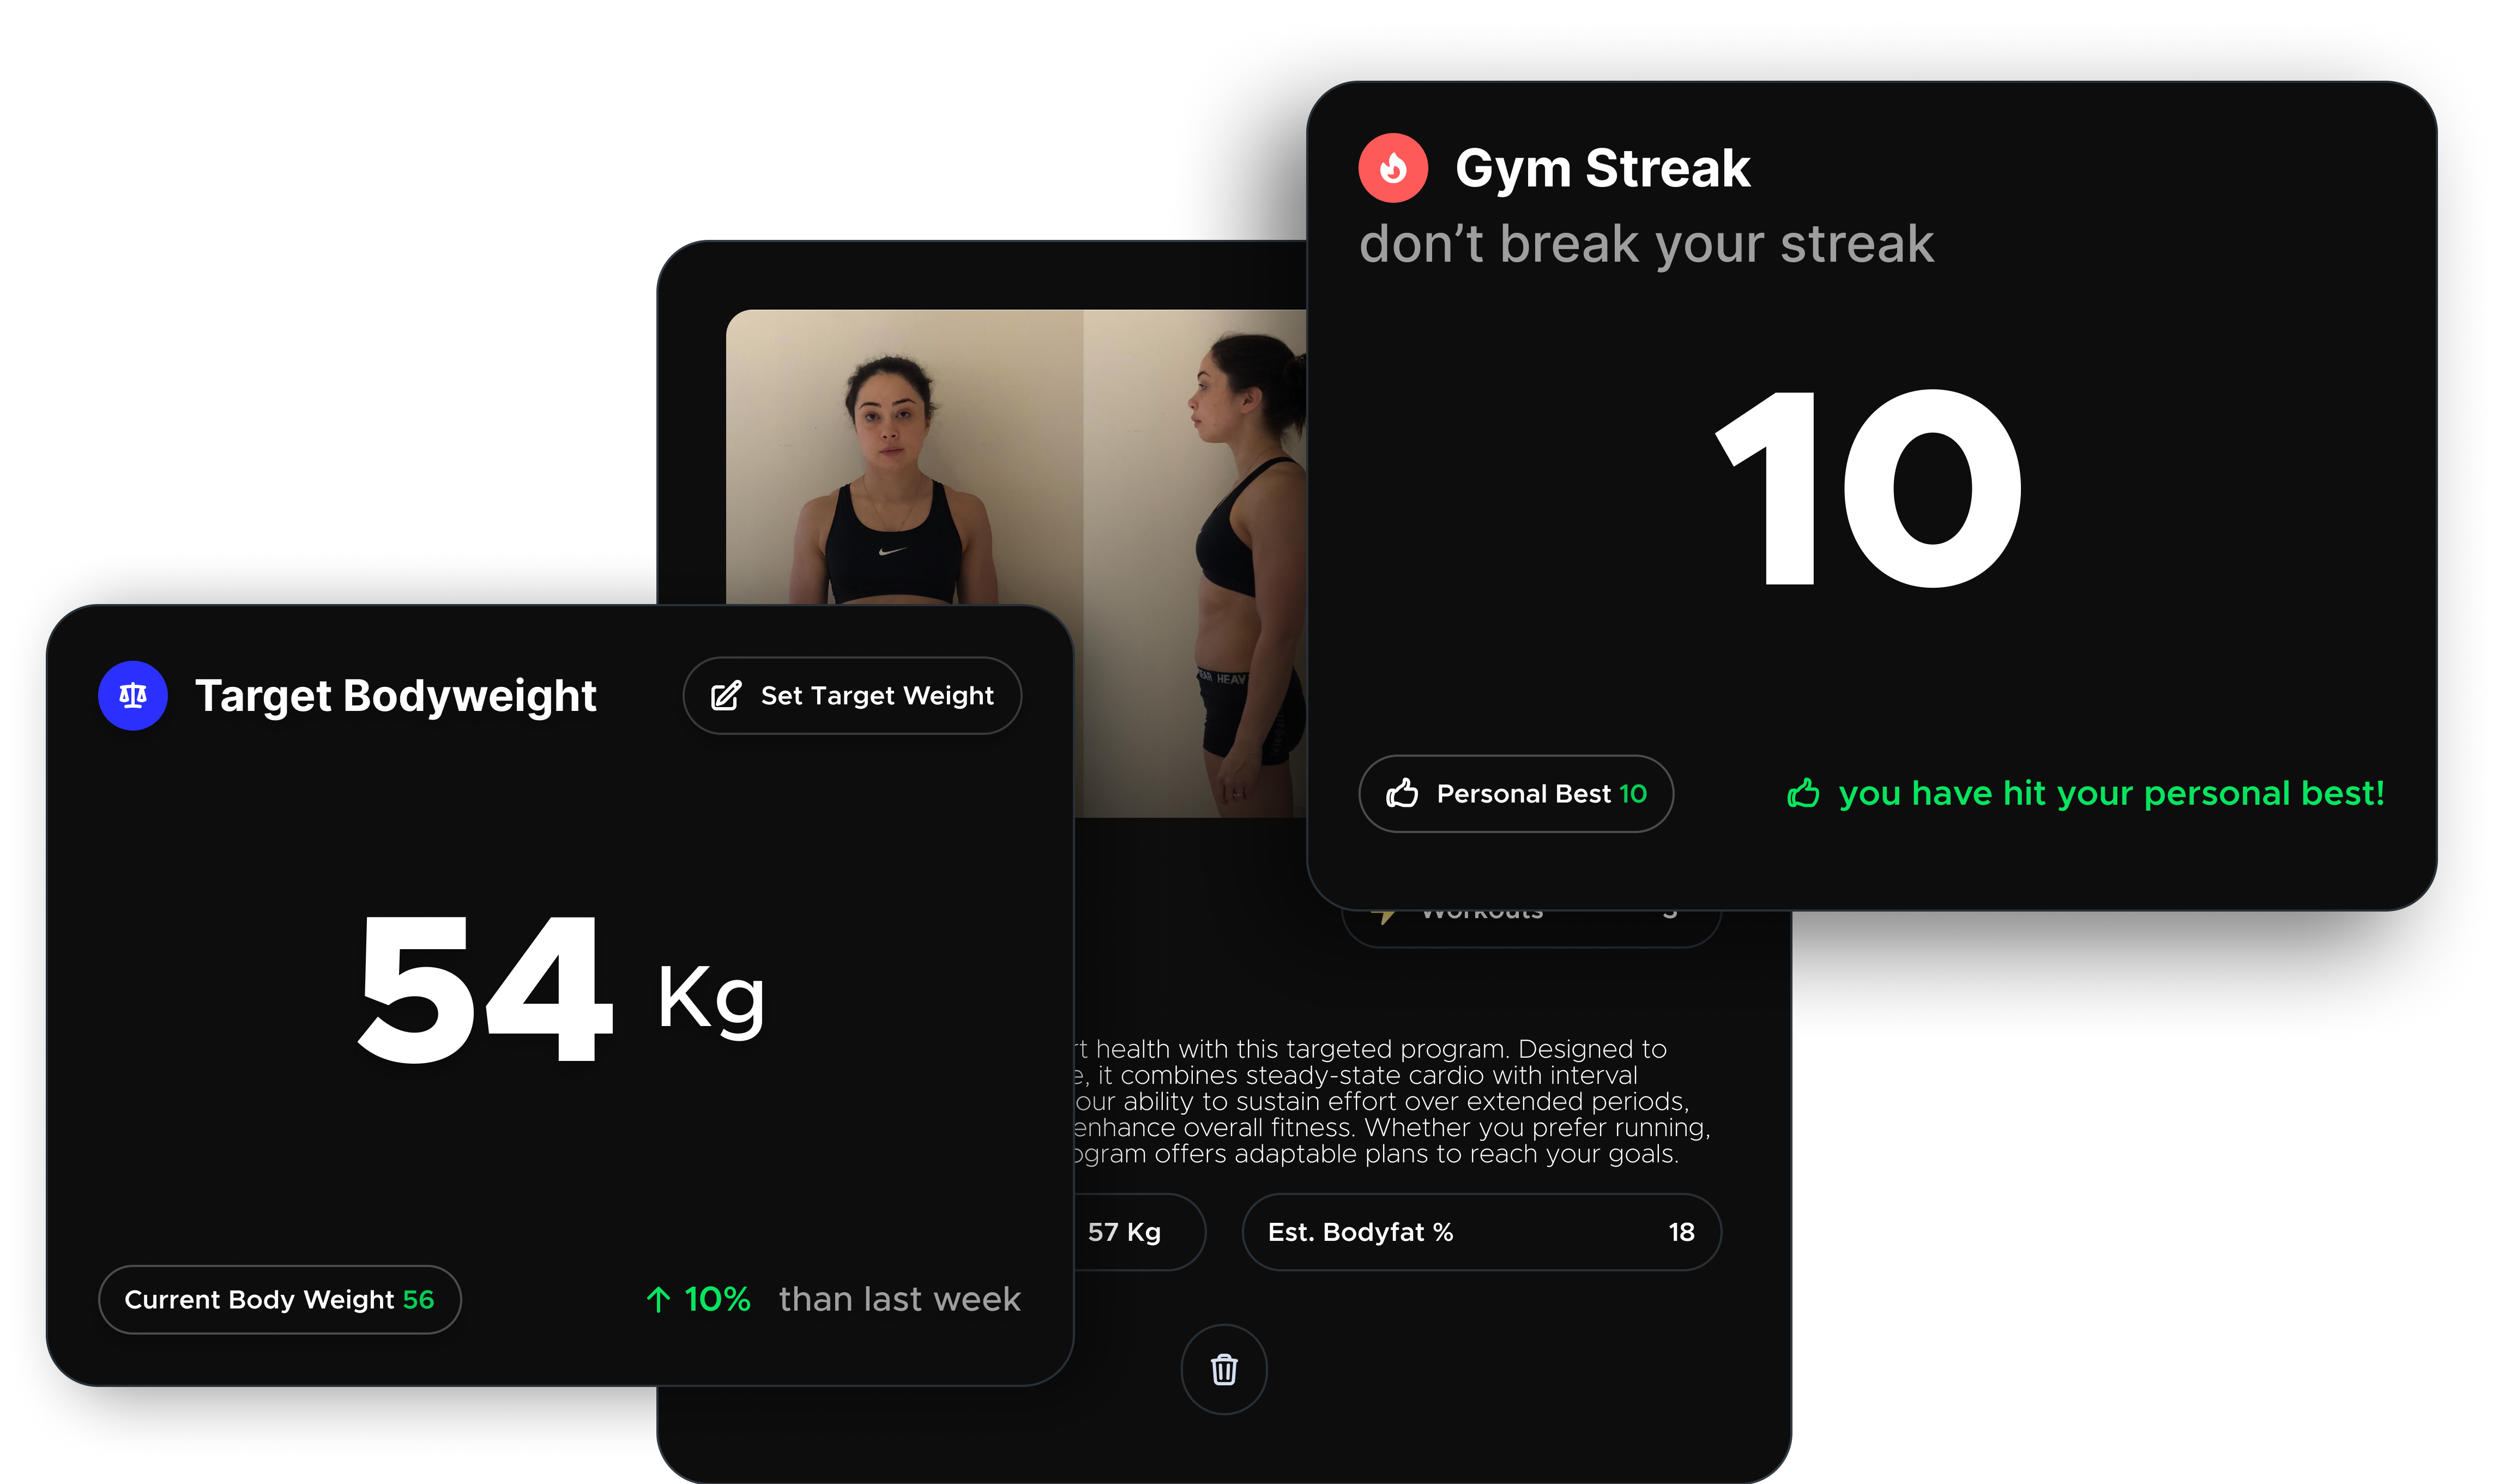 Gym Streak
don’t break your streak
10
Personal Best 10
you have hit your personal best!
Target Bodyweight
Set Target Weight
54 Kg
Current Body Weight 56
10% than last week
Workouts
health with this targeted program. Designed to
it combines steady-state cardio with interval
ability to sustain effort over extended periods,
enhance overall fitness. Whether you prefer running,
offers adaptable plans to reach your goals.
57 Kg
Est. Bodyfat % 18